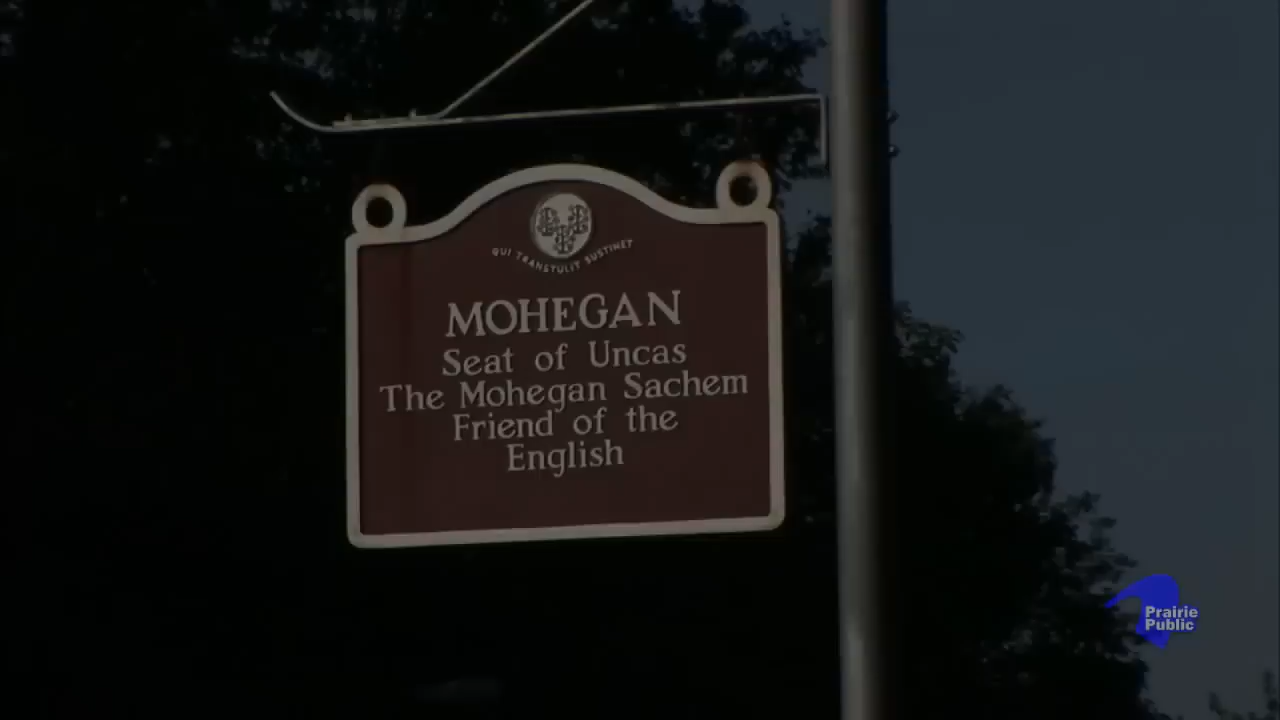 QUI TRANSTULIT SUSTINET
MOHEGAN
Seat of Uncas
The Mohegan Sachem
Friend of the
English
Prairie
Public